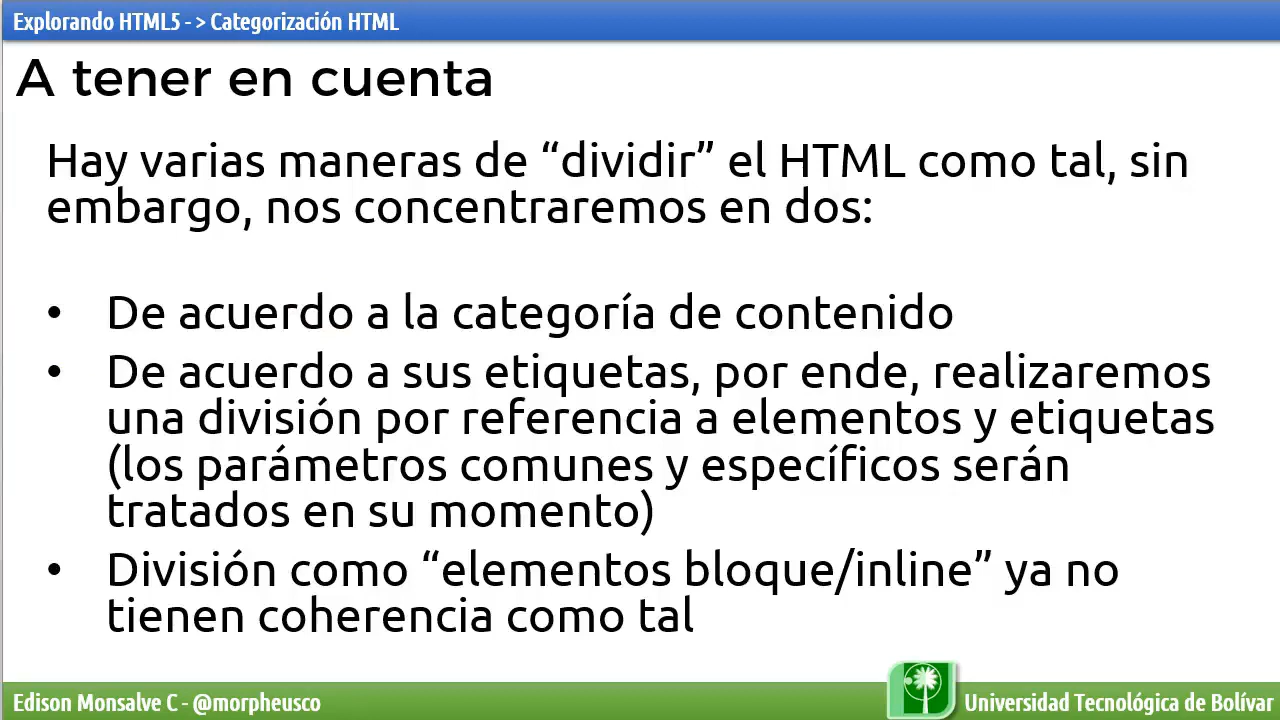 Explorando HTML5 - > Categorización HTML
A tener en cuenta
Hay varias maneras de “dividir” el HTML como tal, sin
embargo, nos concentraremos en dos:
• De acuerdo a la categoría de contenido
• De acuerdo a sus etiquetas, por ende, realizaremos
una división por referencia a elementos y etiquetas
(los parámetros comunes y específicos serán
tratados en su momento)
• División como “elementos bloque/inline” ya no
tienen coherencia como tal
Edison Monsalve C - @morpheusco
Universidad Tecnológica de Bolívar